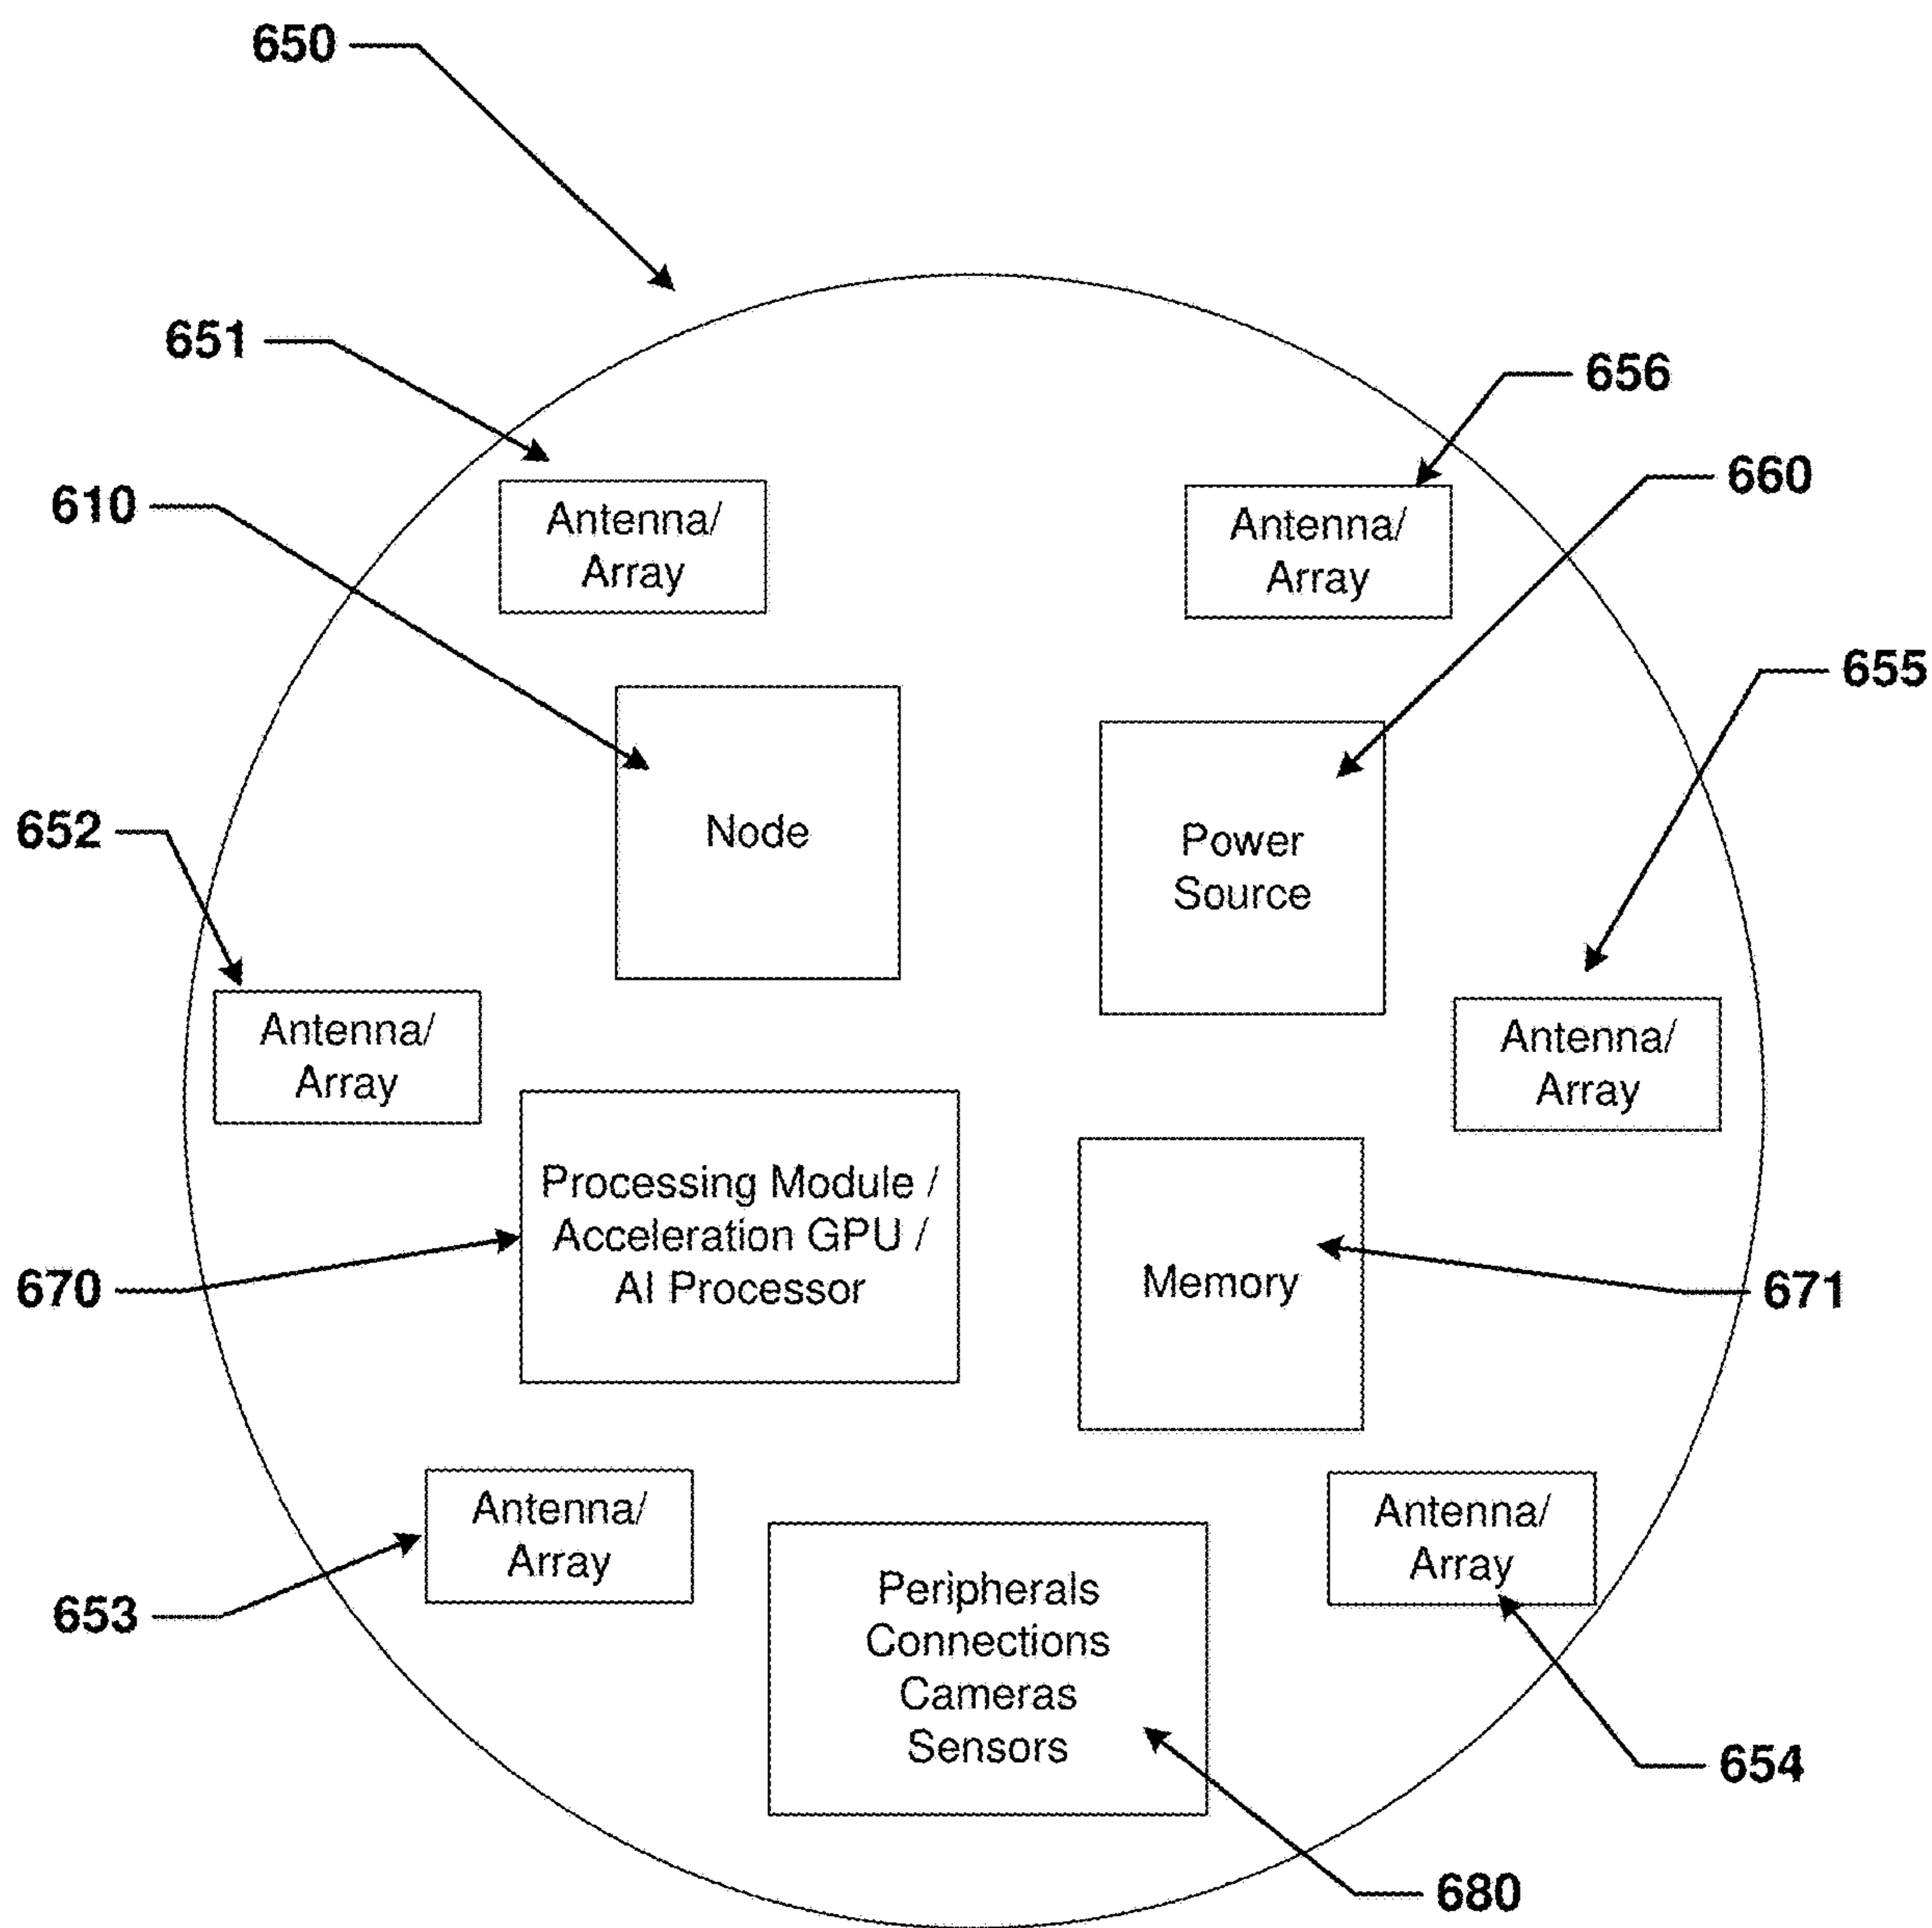 650
651
656
Antenna/
Array
Antenna/
Array
660
610
655
Node
Power
Source
652
Antenna/
Array
Antenna/
Array
Processing Module /
Acceleration GPU /
AI Processor
Memory
670
671
Antenna/
Array
Antenna/
Array
Peripherals
Connections
Cameras
Sensors
653
654
680